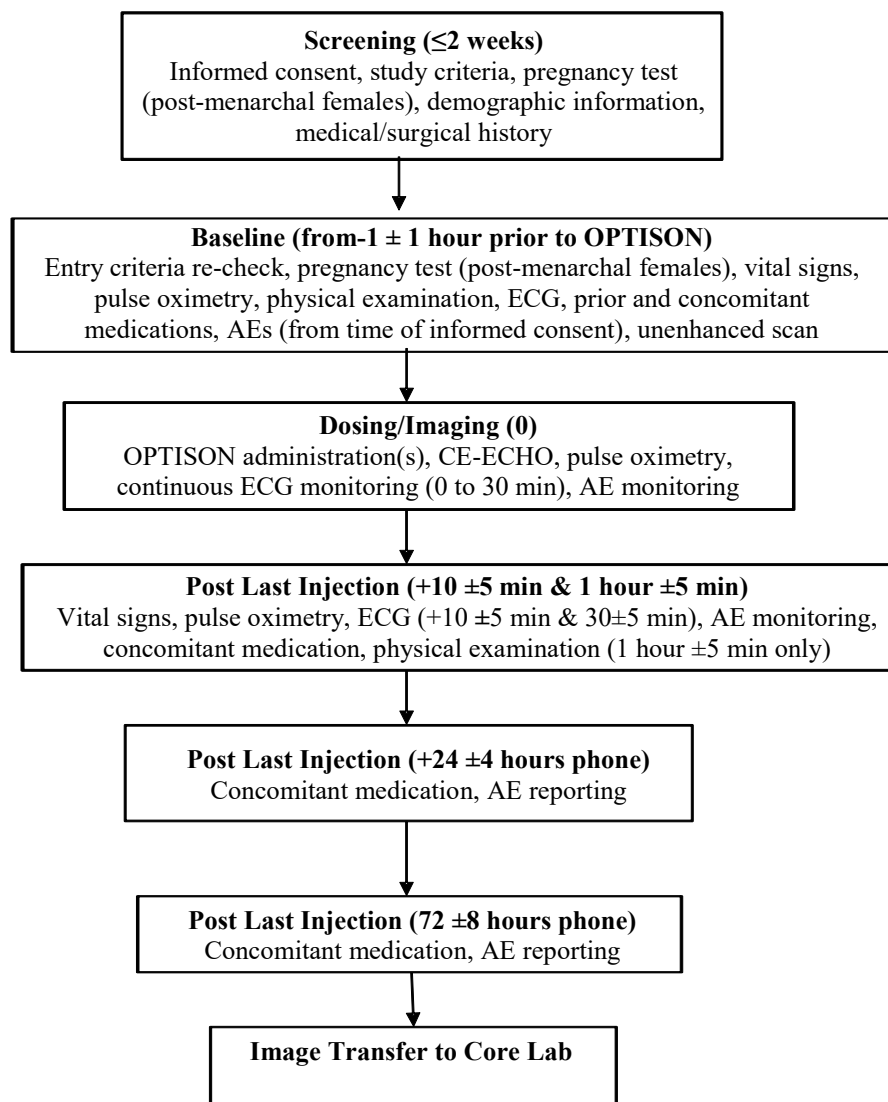 Screening (≤2 weeks)
Informed consent, study criteria, pregnancy test
(post-menarchal females), demographic information,
medical/surgical history
Baseline (from-1 ± 1 hour prior to OPTISON)
Entry criteria re-check, pregnancy test (post-menarchal females), vital signs,
pulse oximetry, physical examination, ECG, prior and concomitant
medications, AEs (from time of informed consent), unenhanced scan
Dosing/Imaging (0)
OPTISON administration(s), CE-ECHO, pulse oximetry,
continuous ECG monitoring (0 to 30 min), AE monitoring
Post Last Injection (+10 ±5 min & 1 hour ±5 min)
Vital signs, pulse oximetry, ECG (+10 ±5 min & 30±5 min), AE monitoring,
concomitant medication, physical examination (1 hour ±5 min only)
Post Last Injection (+24 ±4 hours phone)
Concomitant medication, AE reporting
Post Last Injection (72 ±8 hours phone)
Concomitant medication, AE reporting
Image Transfer to Core Lab